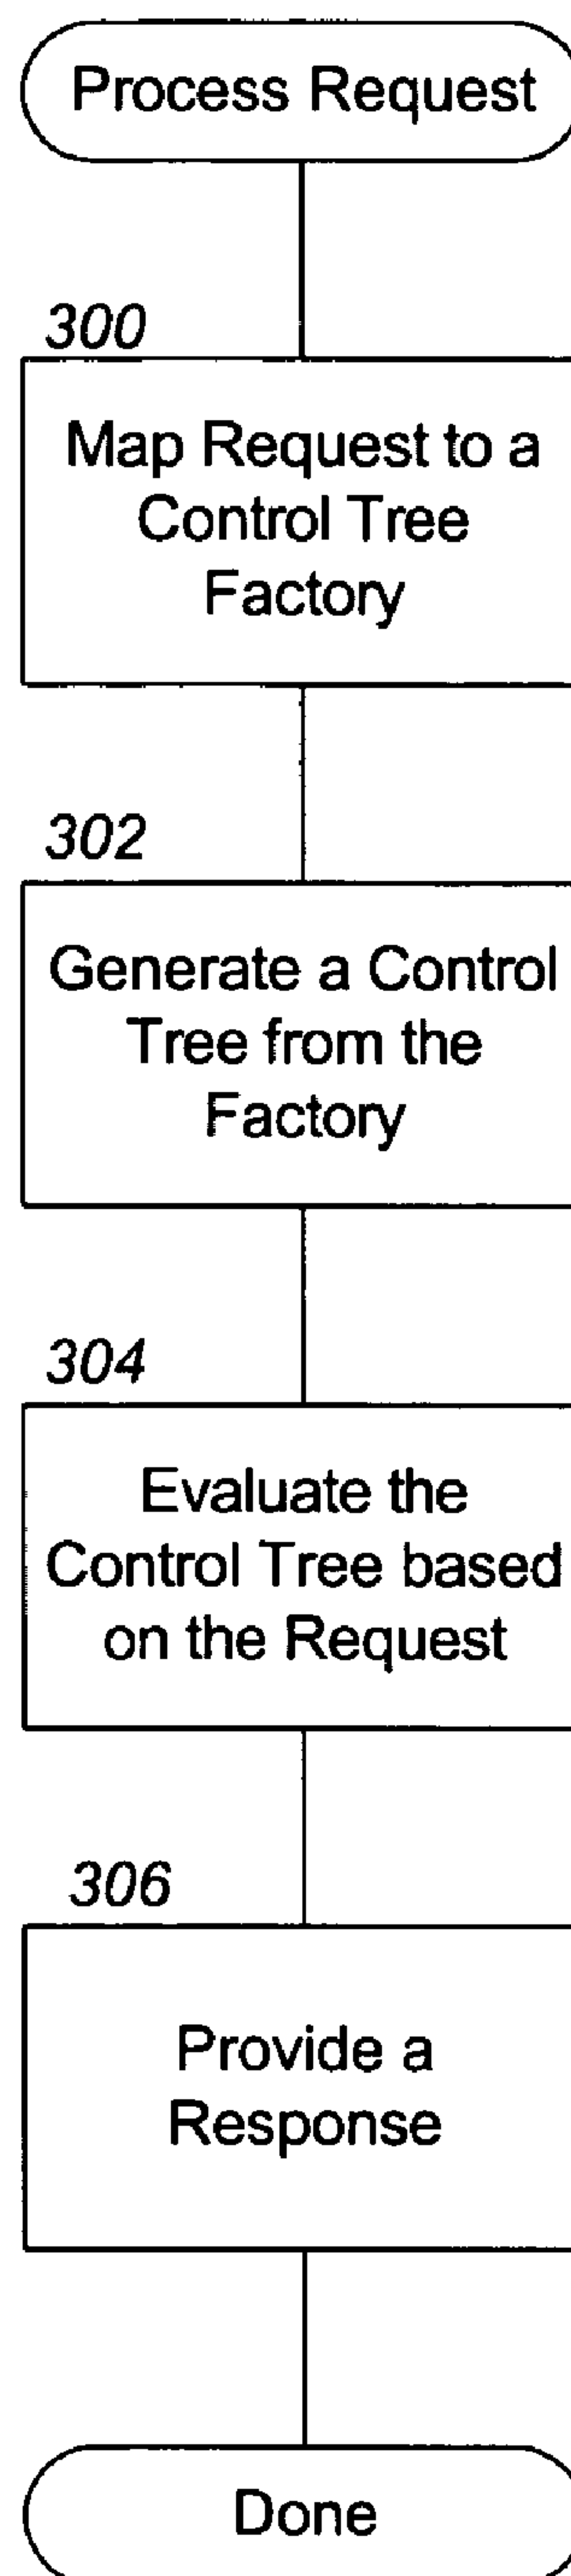 Process Request
300
Map Request to a
Control Tree
Factory
302
Generate a Control
Tree from the
Factory
304
Evaluate the
Control Tree based
on the Request
306
Provide a
Response
Done